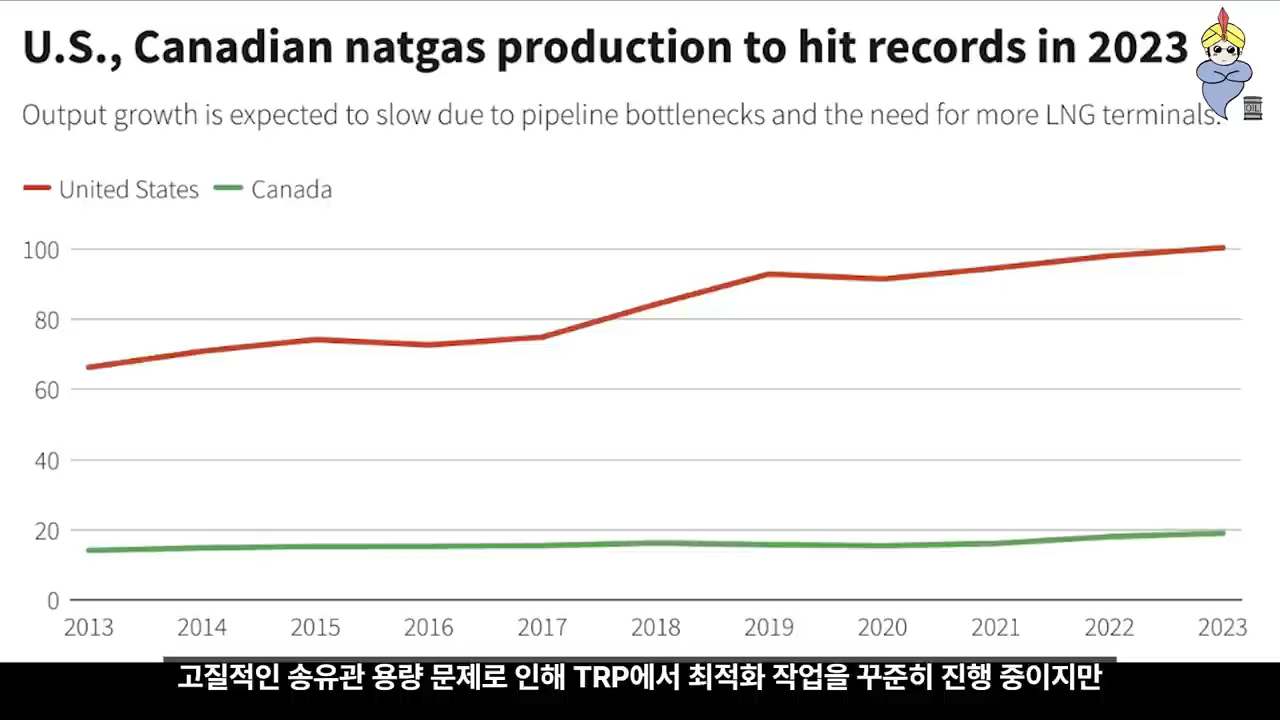 U.S., Canadian natgas production to hit records in 2023
OIL
Output growth is expected to slow due to pipeline bottlenecks and the need for more LNG terminals.
United States Canada
100
80
60
40
20
0
2013 2014 2015 2016 2017 2018 2019 2020 2021 2022 2023
고질적인 송유관 용량 문제로 인해 TRP에서 최적화 작업을 꾸준히 진행 중이지만